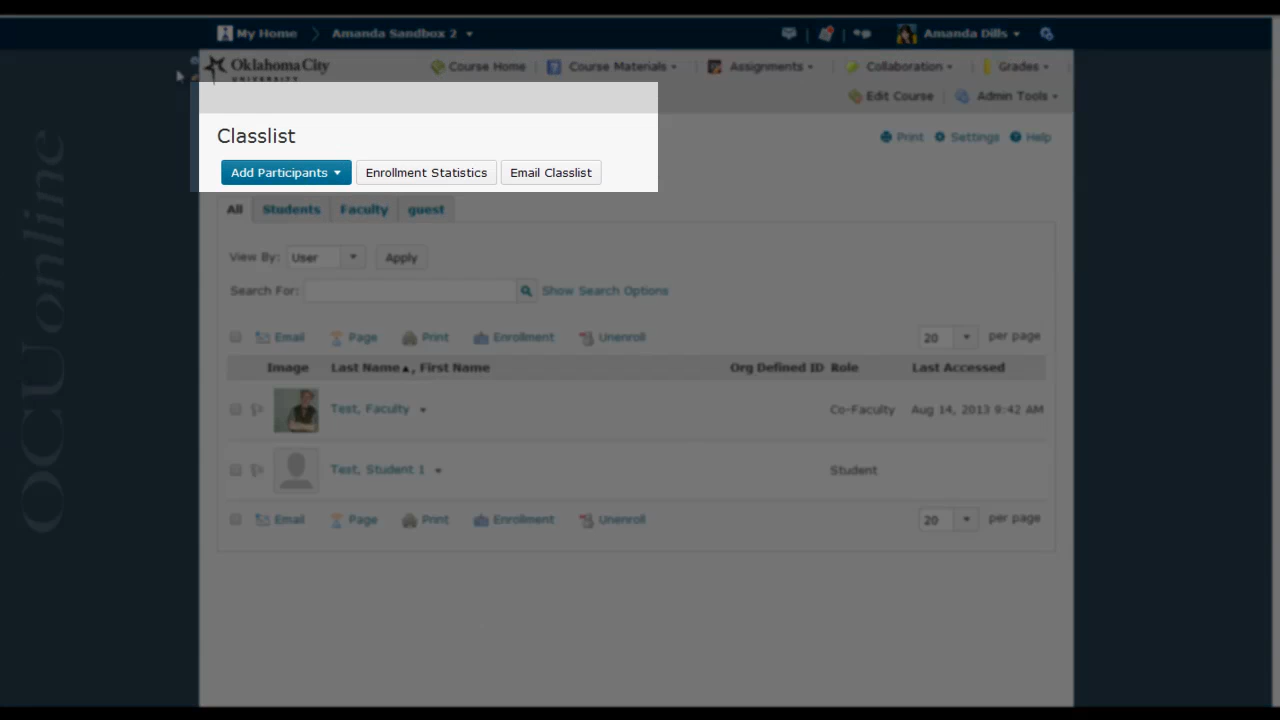 My Home Amanda Sandbox 2 Amanda Dills
Oklahoma City
UNIVERSITY
Course Home Course Materials Assignments Collaboration Grades
Edit Course Admin Tools
Classlist
Print Settings Help
Add Participants Enrollment Statistics Email Classlist
All Students Faculty guest
View By: User Apply
Search For: Show Search Options
Email Page Print Enrollment Unenroll 20 per page
Image Last Name▲, First Name Org Defined ID Role Last Accessed
Test, Faculty Co-Faculty Aug 14, 2013 9:42 AM
Test, Student 1 Student
Email Page Print Enrollment Unenroll 20 per page
OCUonline